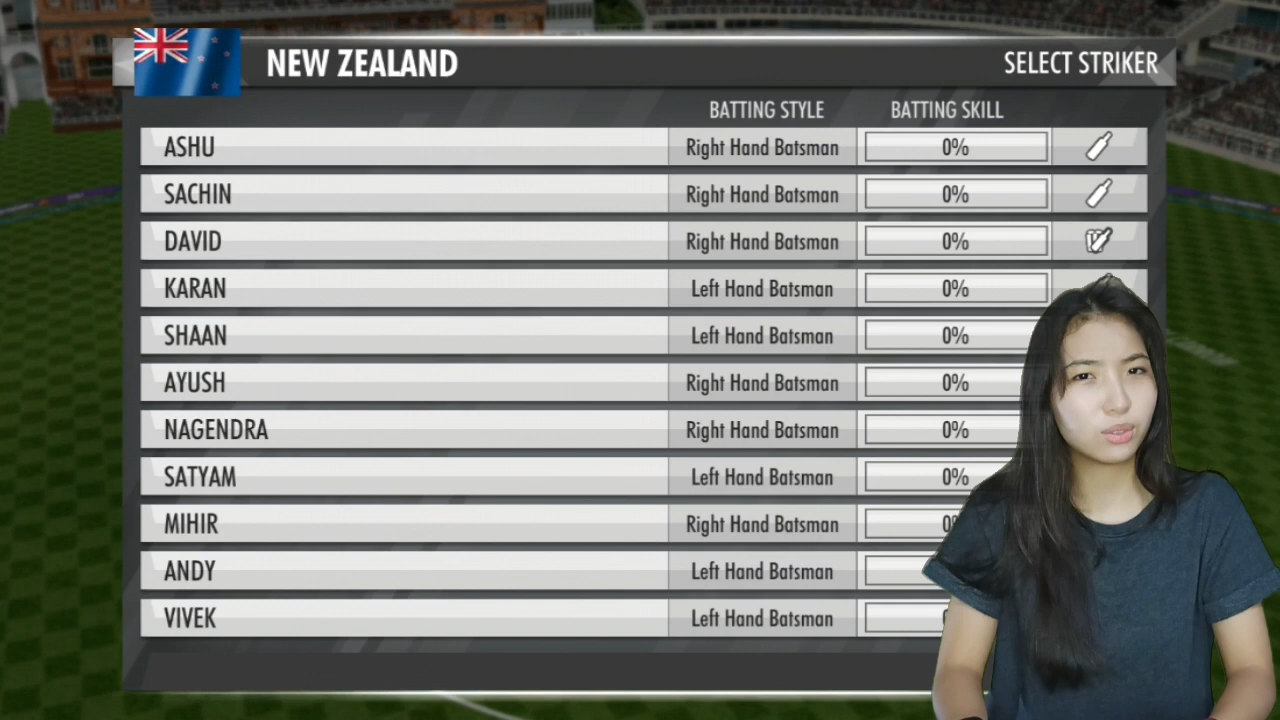 NEW ZEALAND SELECT STRIKER
BATTING STYLE BATTING SKILL
ASHU Right Hand Batsman 0%
SACHIN Right Hand Batsman 0%
DAVID Right Hand Batsman 0%
KARAN Left Hand Batsman 0%
SHAAN Left Hand Batsman 0%
AYUSH Right Hand Batsman 0%
NAGENDRA Right Hand Batsman 0%
SATYAM Left Hand Batsman 0%
MIHIR Right Hand Batsman
ANDY Left Hand Batsman
VIVEK Left Hand Batsman